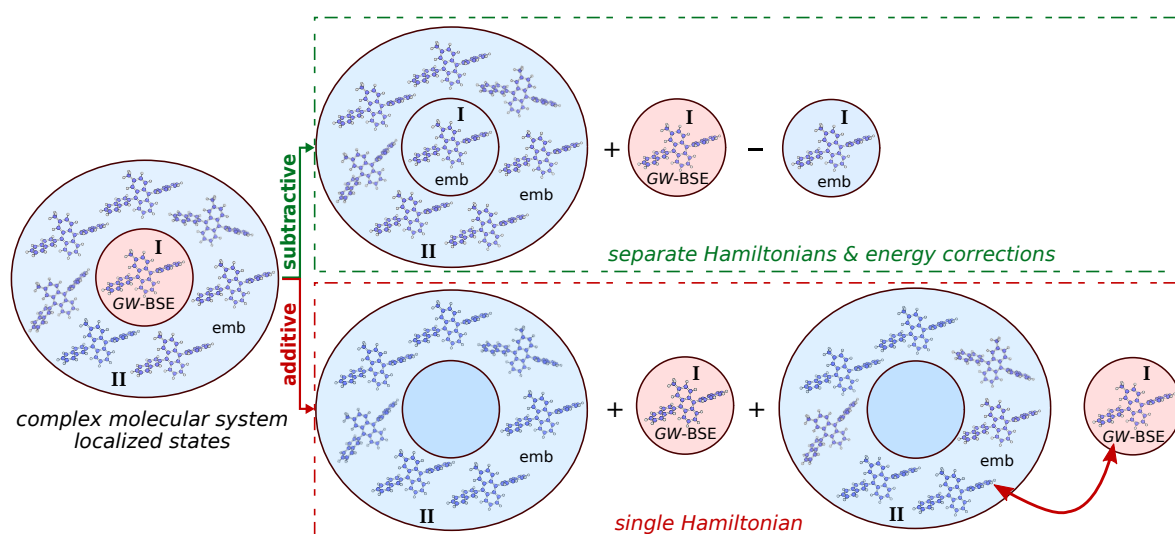 I
GW-BSE
emb
II
complex molecular system
localized states
subtractive
additive
I
emb
emb
II
+
I
GW-BSE
−
I
emb
separate Hamiltonians & energy corrections
emb
II
+
I
GW-BSE
+
emb
II
I
GW-BSE
single Hamiltonian